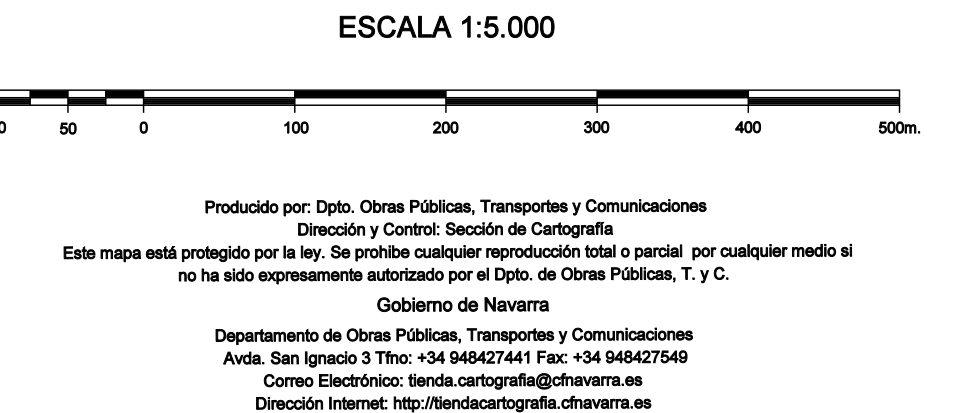 ESCALA 1:5.000
0 50 0 100 200 300 400 500m.
Producido por: Dpto. Obras Públicas, Transportes y Comunicaciones
Dirección y Control: Sección de Cartografía
Este mapa está protegido por la ley. Se prohibe cualquier reproducción total o parcial por cualquier medio si
no ha sido expresamente autorizado por el Dpto. de Obras Públicas, T. y C.
Gobierno de Navarra
Departamento de Obras Públicas, Transportes y Comunicaciones
Avda. San Ignacio 3 Tfno: +34 948427441 Fax: +34 948427549
Correo Electrónico: tienda.cartografia@cfnavarra.es
Dirección Internet: http://tiendacartografia.cfnavarra.es